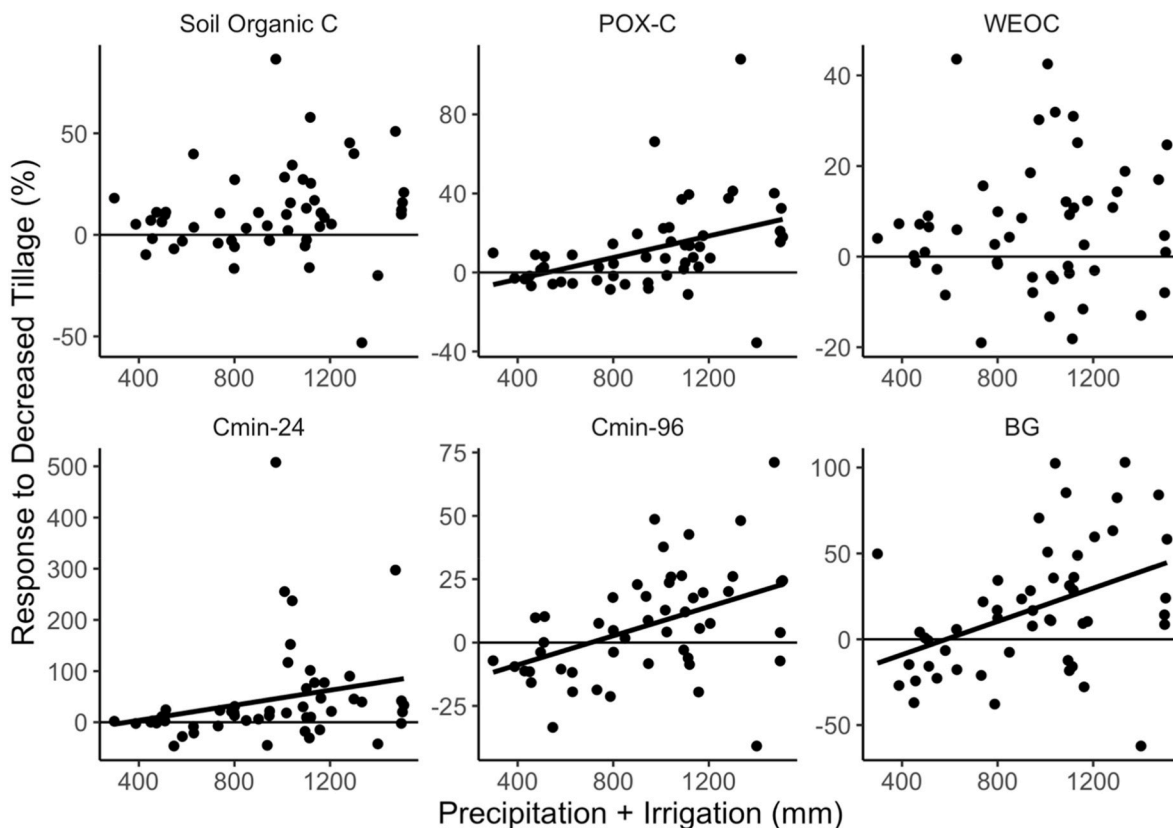 Soil Organic C
POX-C
WEOC
Response to Decreased Tillage (%)
50
0
-50
400 800 1200
80
40
0
-40
400 800 1200
40
20
0
-20
400 800 1200
Cmin-24
Cmin-96
BG
500
400
300
200
100
0
400 800 1200
75
50
25
0
-25
400 800 1200
100
50
0
-50
400 800 1200
Precipitation + Irrigation (mm)